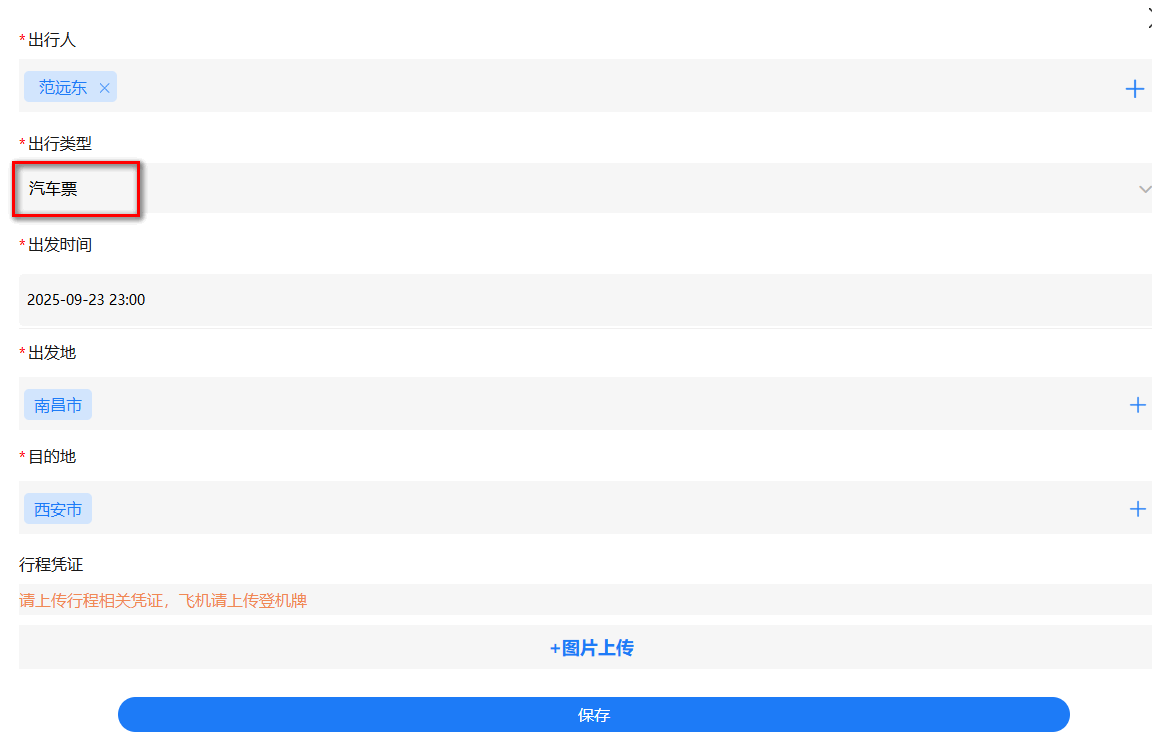 *出行人
范远东 ×
*出行类型
汽车票
*出发时间
2025-09-23 23:00
*出发地
南昌市
*目的地
西安市
行程凭证
请上传行程相关凭证，飞机请上传登机牌
+图片上传
保存